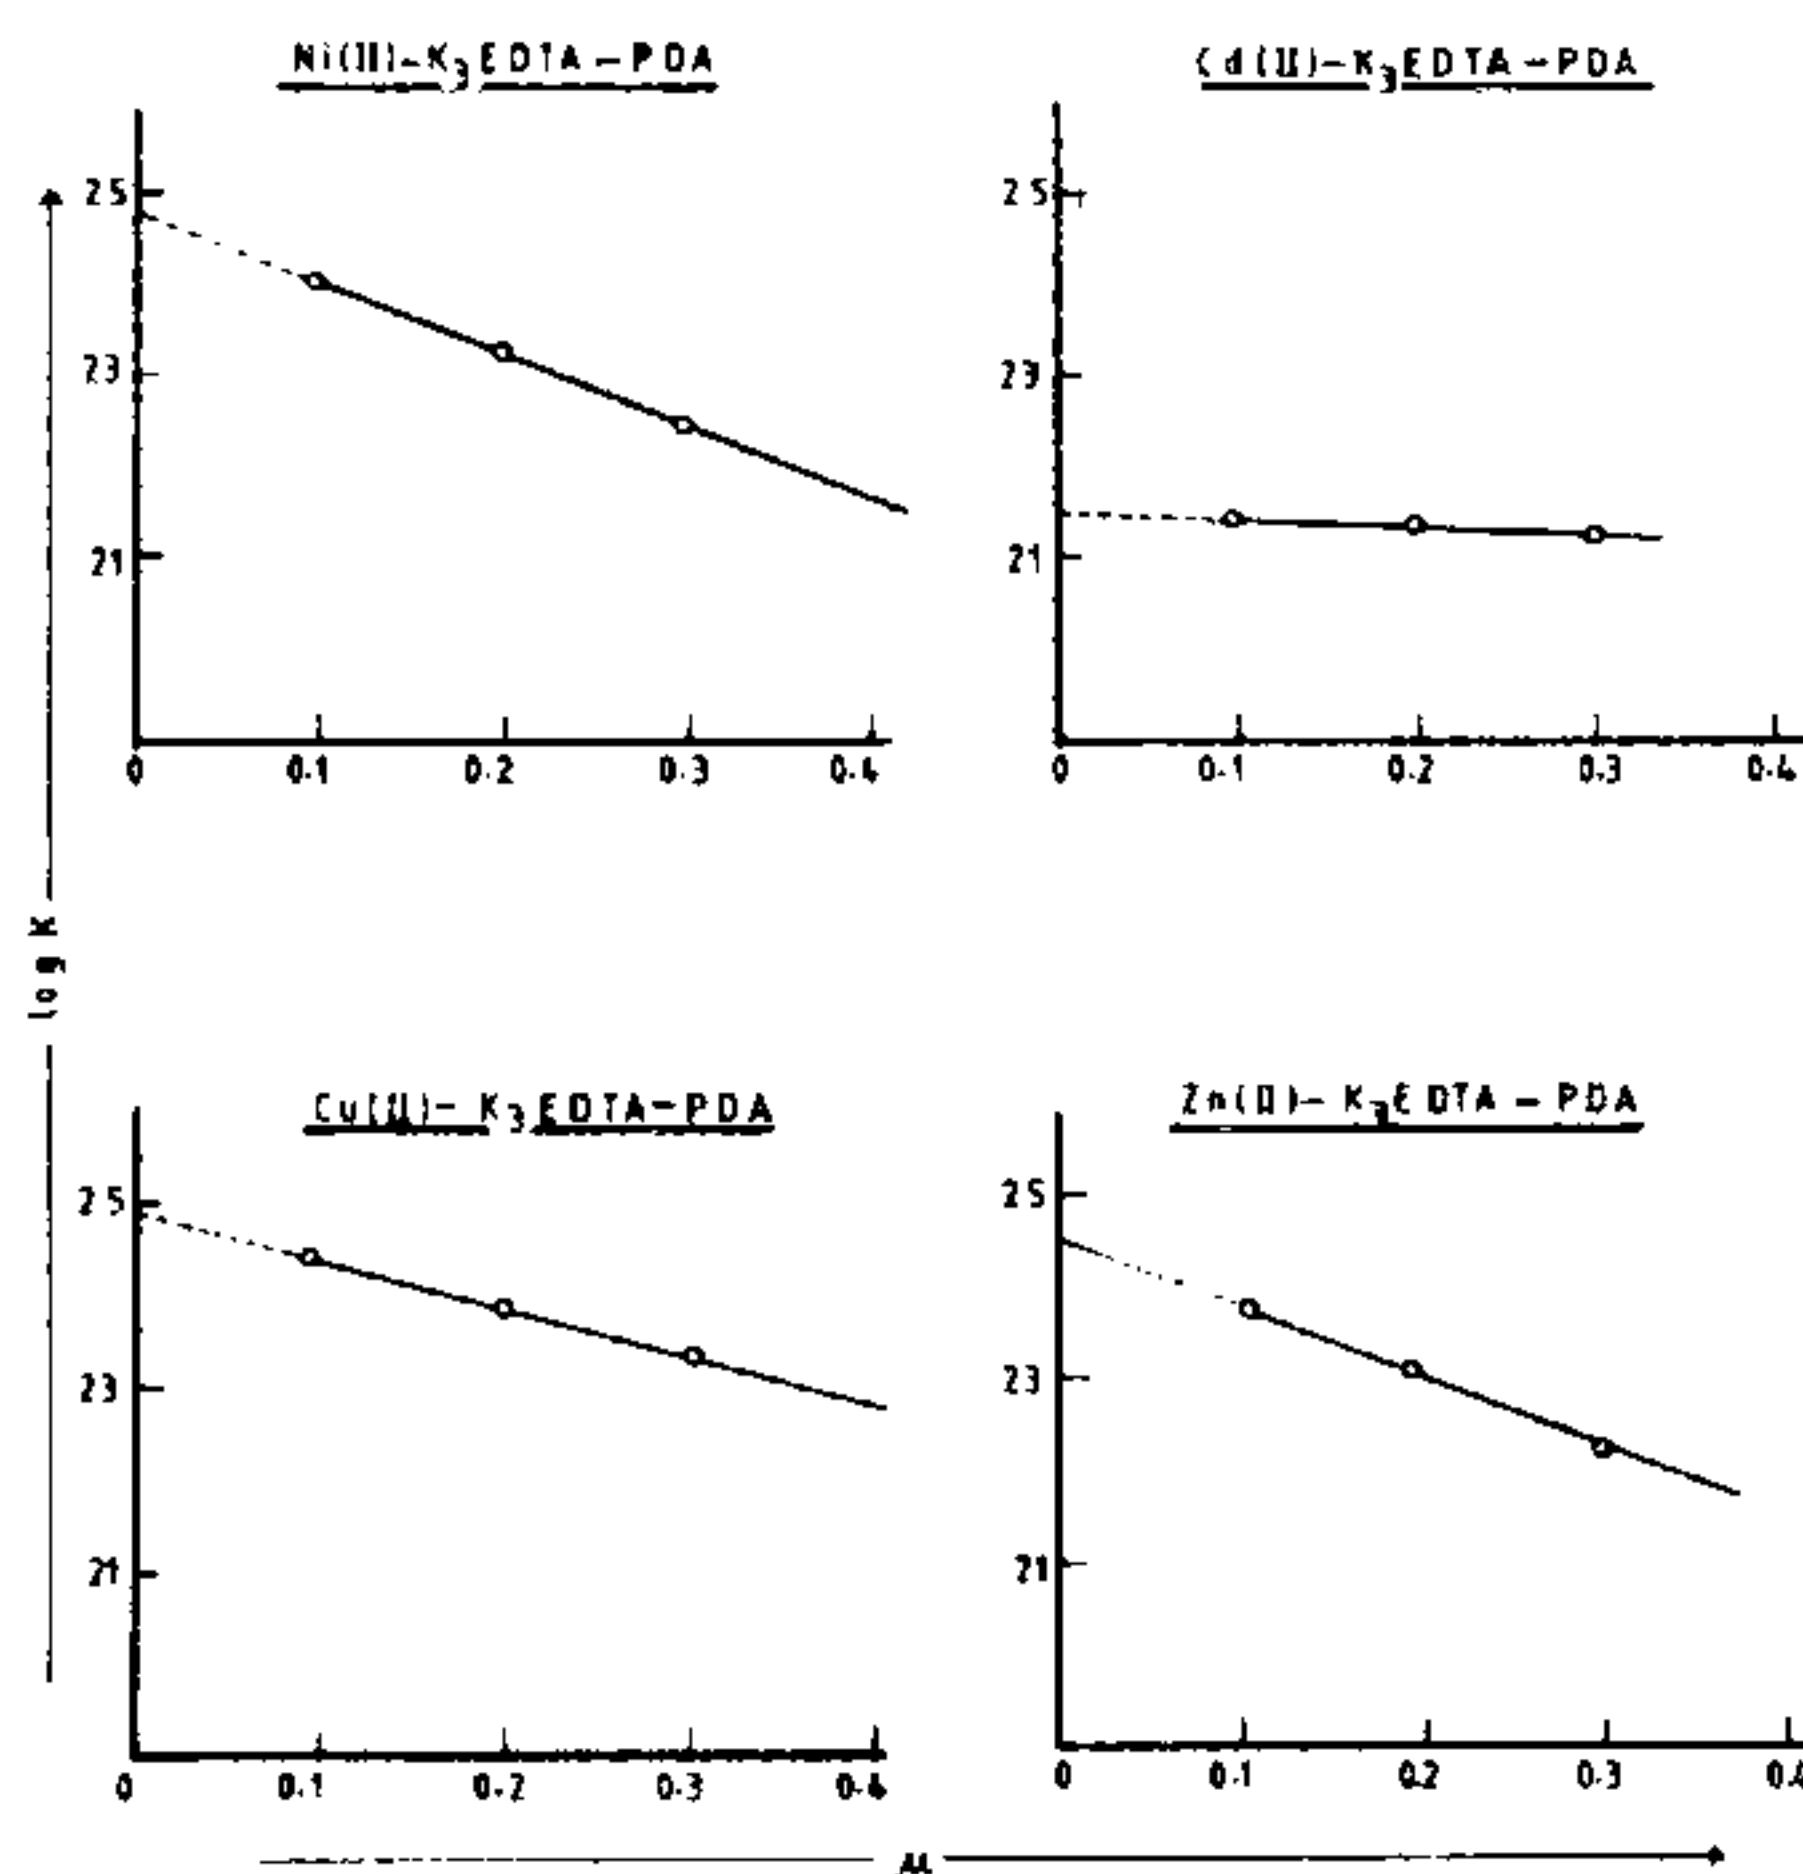 Ni(II)-K3EDTA-PDA
25
23
21
0 0.1 0.2 0.3 0.4
Cd(II)-K3EDTA-PDA
25
23
21
0 0.1 0.2 0.3 0.4
log K
Cu(II)-K3EDTA-PDA
25
23
21
0 0.1 0.2 0.3 0.4
Zn(II)-K3EDTA-PDA
25
23
21
0 0.1 0.2 0.3 0.4
μ